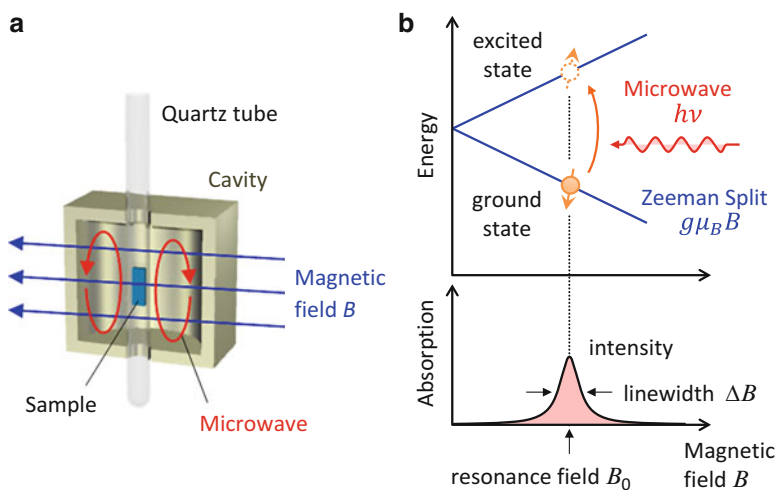 a
Quartz tube
Cavity
Magnetic
field B
Sample
Microwave
b
Energy
excited
state
Microwave
hν
ground
state
Zeeman Split
gμ_B B
Absorption
intensity
linewidth ΔB
resonance field B₀
Magnetic
field B